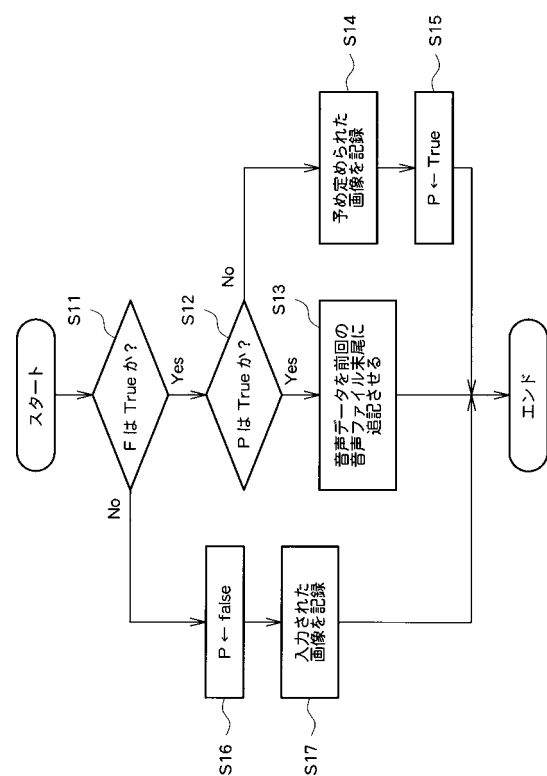 スタート
S11
F は True か？
No
Yes
S12
P は True か？
No
Yes
S13
音声データを前回の
音声ファイル末尾に
追記させる
S14
予め定められた
画像を記録
S15
P ← True
S16
P ← false
S17
入力された
画像を記録
エンド